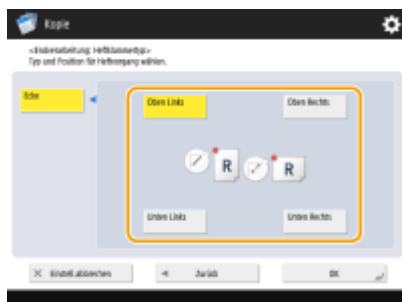 Kopie
<Endverarbeitung: Heftklammertyp>
Typ und Position für Heftvorgang wählen.
Ecke
Oben Links
Oben Rechts
R
R
Unten Links
Unten Rechts
Einstell. abbrechen
Zurück
OK